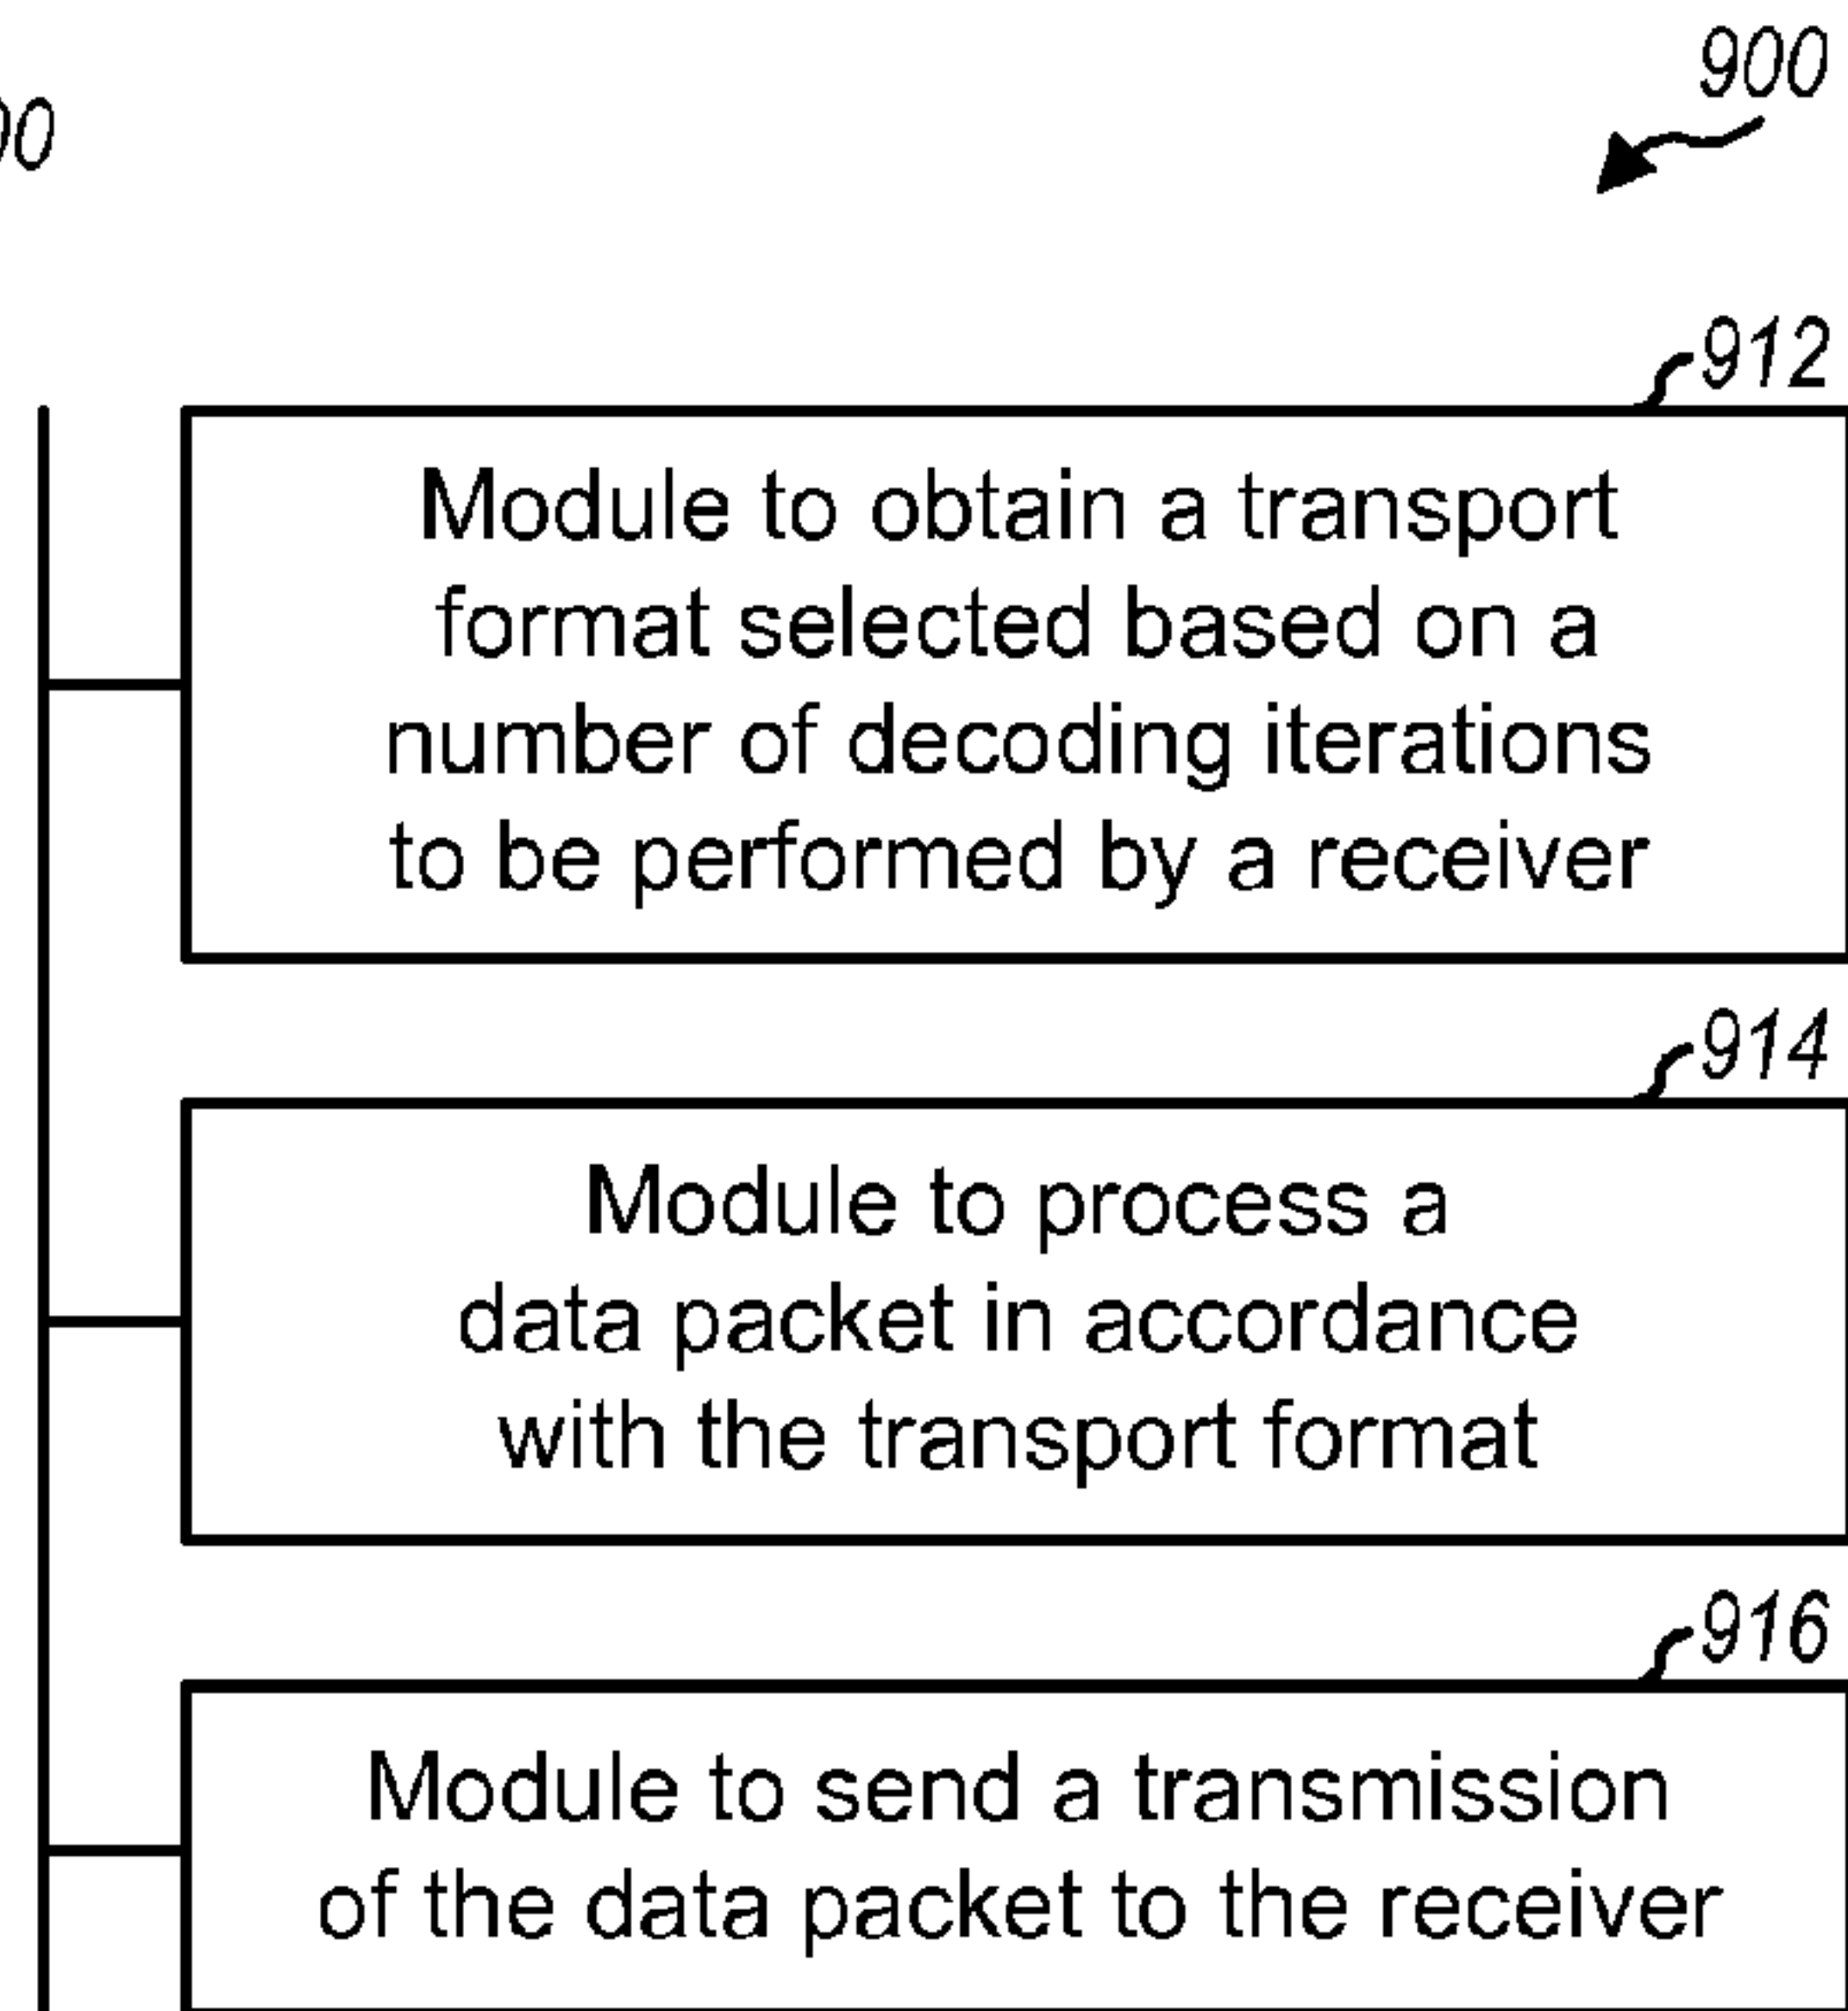 900
912
Module to obtain a transport
format selected based on a
number of decoding iterations
to be performed by a receiver
914
Module to process a
data packet in accordance
with the transport format
916
Module to send a transmission
of the data packet to the receiver